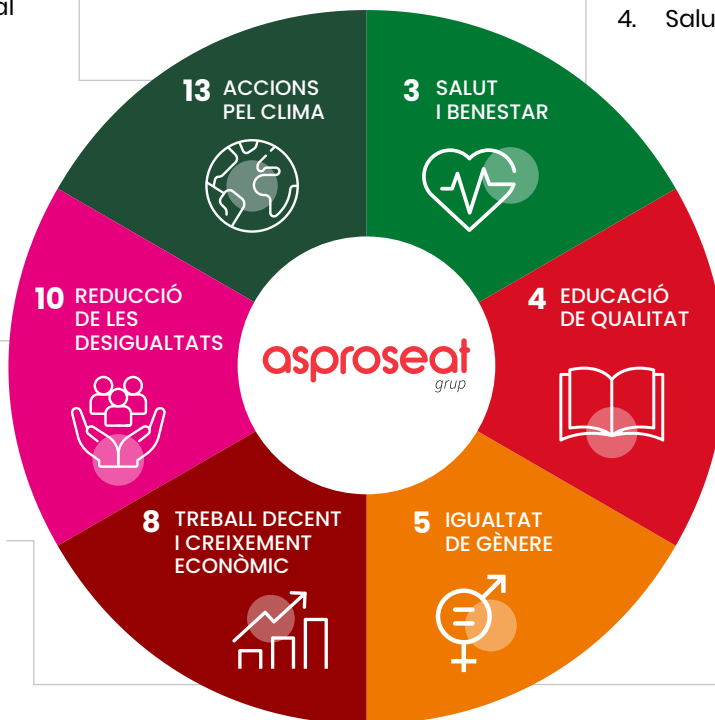 al
4. Salu
13 ACCIONS
PEL CLIMA
3 SALUT
I BENESTAR
10 REDUCCIÓ
DE LES
DESIGUALTATS
4 EDUCACIÓ
DE QUALITAT
asproseat
grup
8 TREBALL DECENT
I CREIXEMENT
ECONÒMIC
5 IGUALTAT
DE GÈNERE